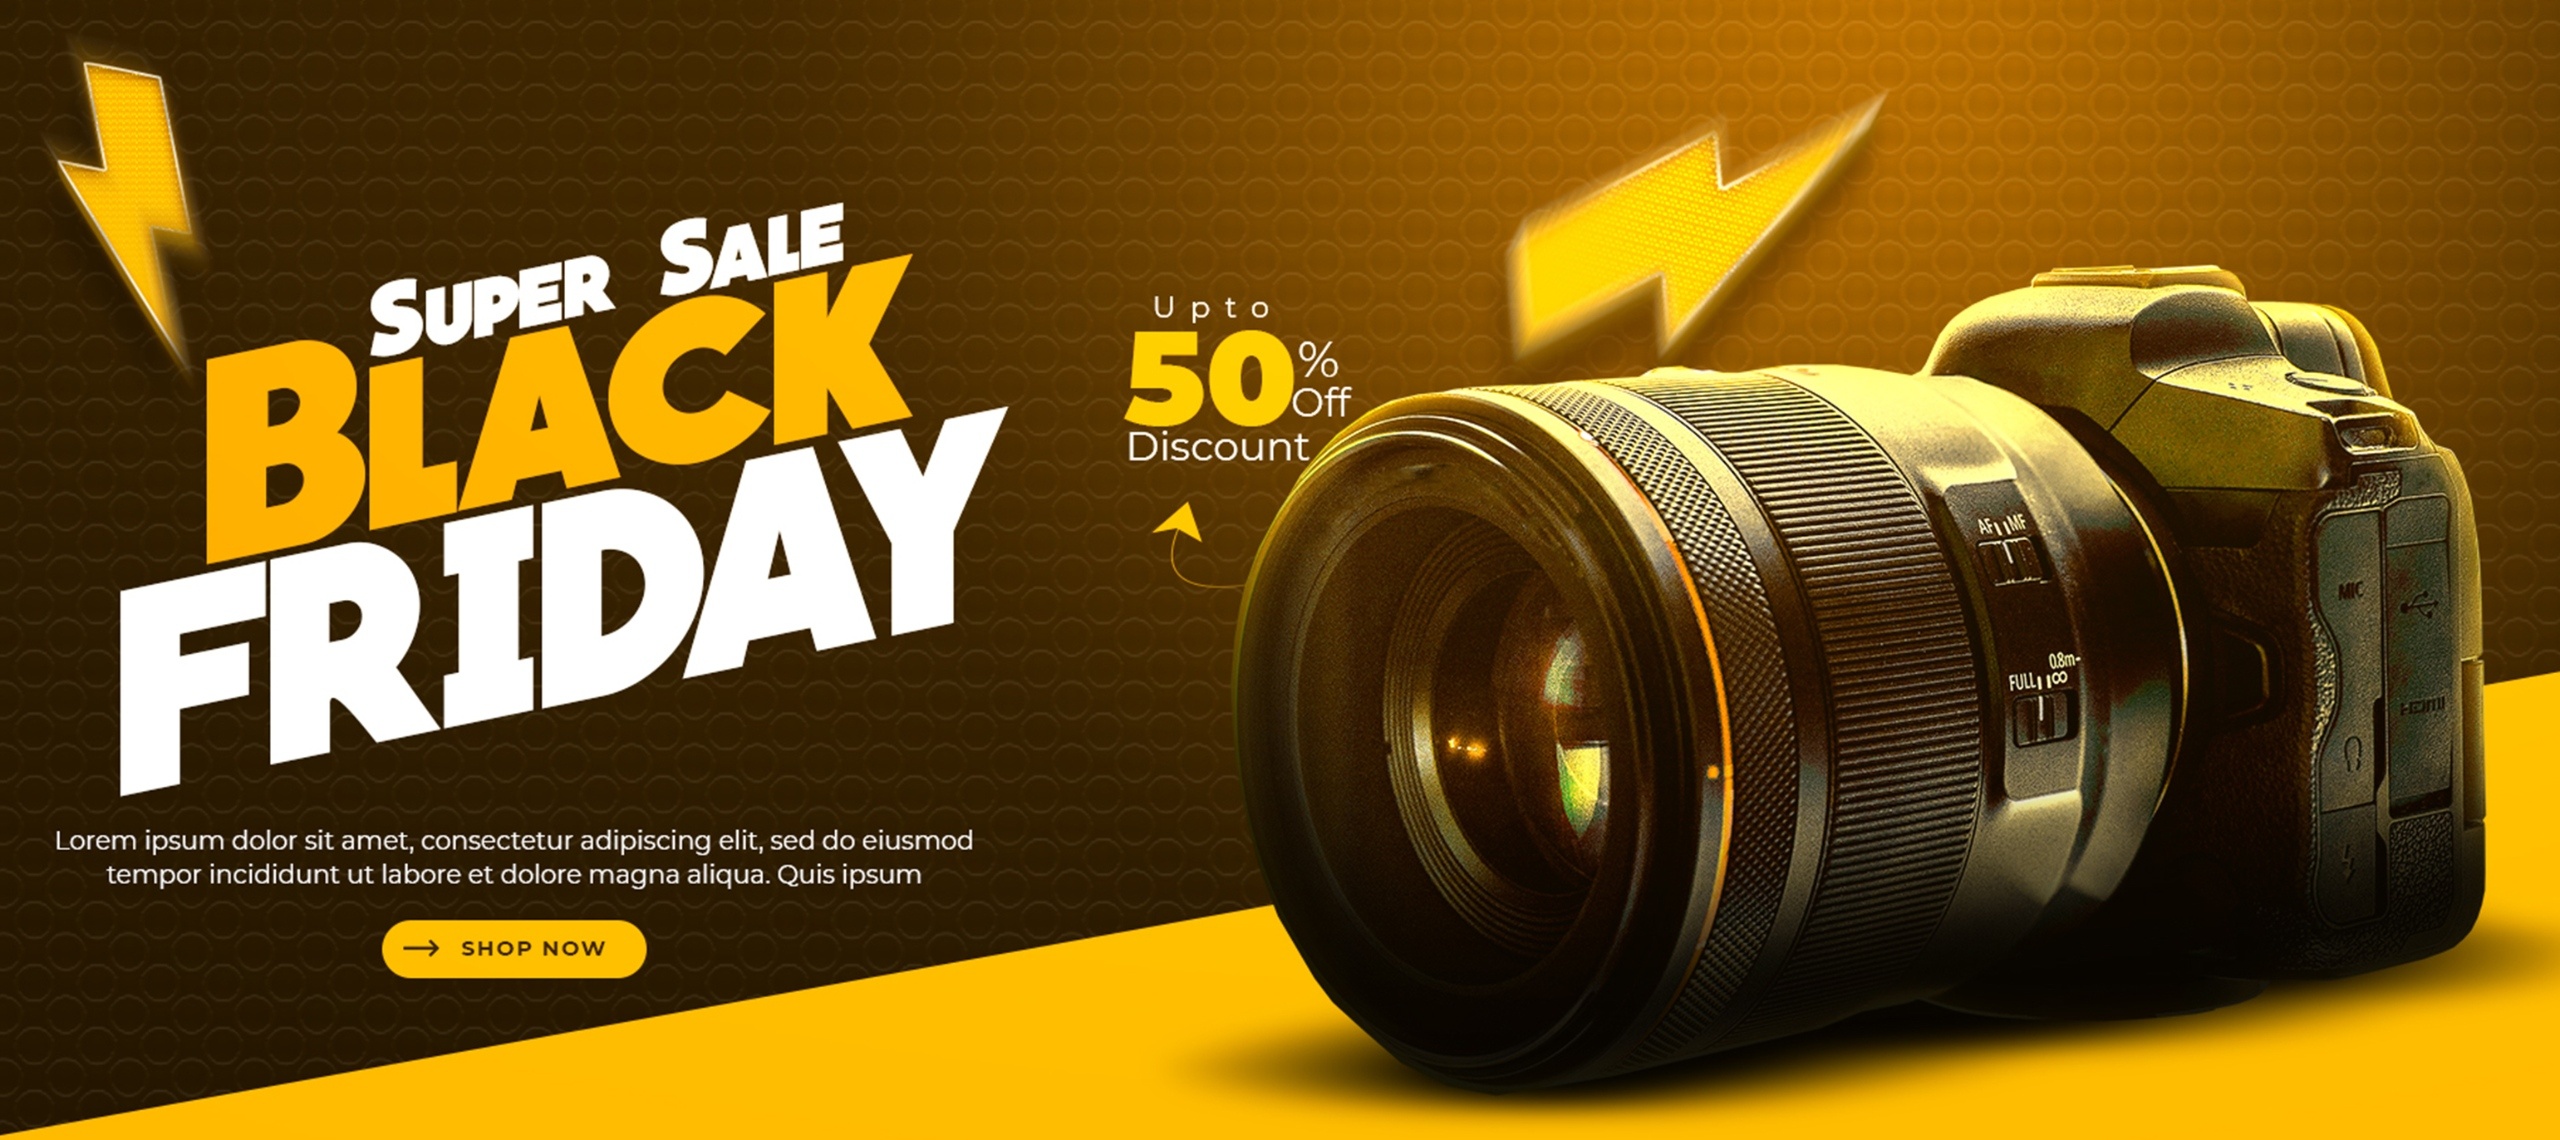 SUPER SALE
BLACK
FRIDAY
Upto
50%
Off
Discount
Lorem ipsum dolor sit amet, consectetur adipiscing elit, sed do eiusmod
tempor incididunt ut labore et dolore magna aliqua. Quis ipsum
SHOP NOW
AF MF
0.8m-
FULL ∞
MIC
HDMI